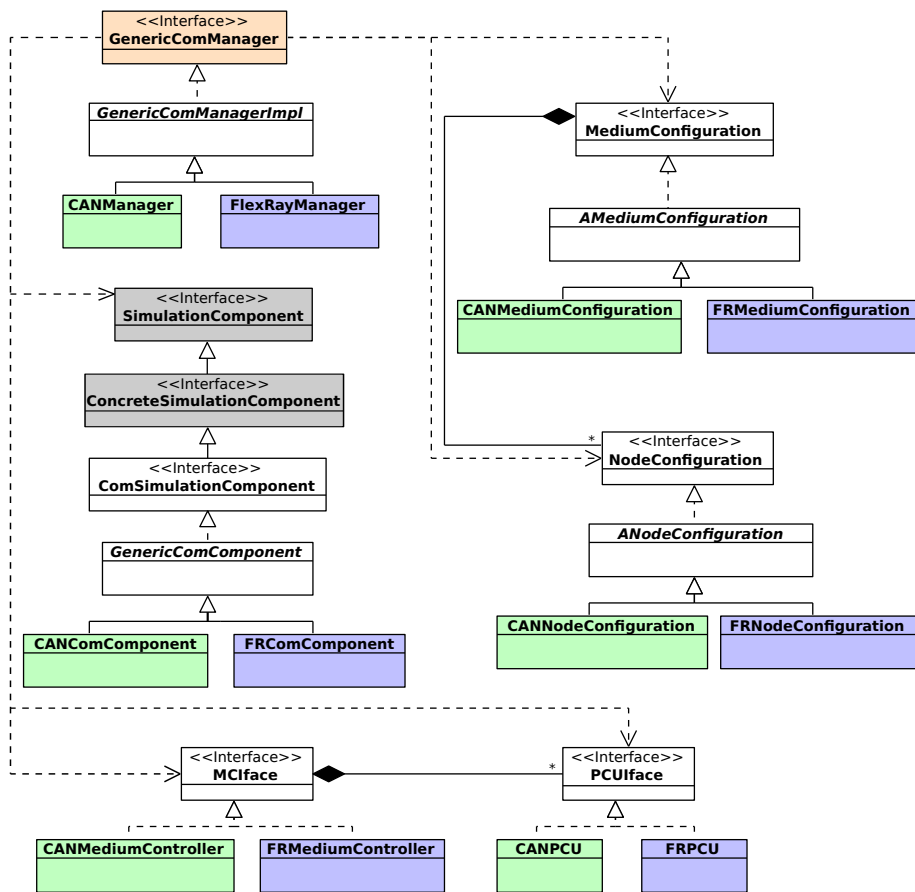 <<Interface>>
GenericComManager
GenericComManagerImpl
CANManager
FlexRayManager
<<Interface>>
MediumConfiguration
AMediumConfiguration
CANMediumConfiguration
FRMediumConfiguration
<<Interface>>
SimulationComponent
<<Interface>>
ConcreteSimulationComponent
<<Interface>>
ComSimulationComponent
GenericComComponent
CANComComponent
FRComComponent
*
<<Interface>>
NodeConfiguration
ANodeConfiguration
CANNodeConfiguration
FRNodeConfiguration
<<Interface>>
MCIface
*
<<Interface>>
PCUIface
CANMediumController
FRMediumController
CANPCU
FRPCU